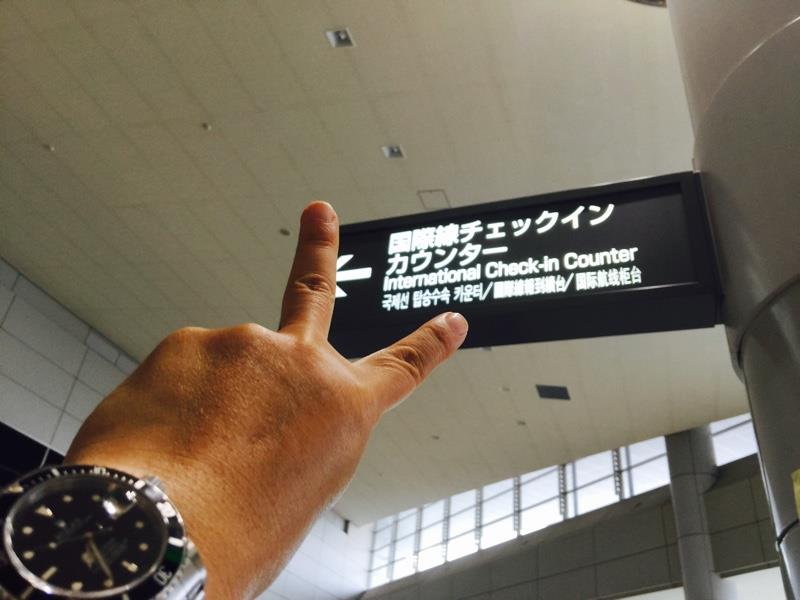 国際線チェックイン
カウンター
International Check-in Counter
국제선 탑승수속 카운터/國際線報到櫃台/国际航线柜台